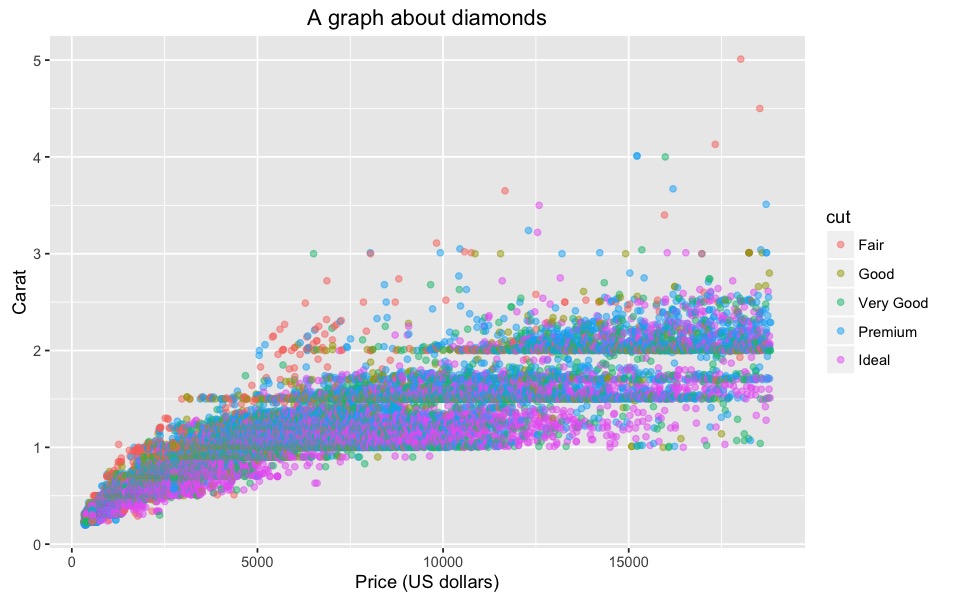 A graph about diamonds
5
4
3
2
1
0
Carat
0 5000 10000 15000
Price (US dollars)
cut
Fair
Good
Very Good
Premium
Ideal